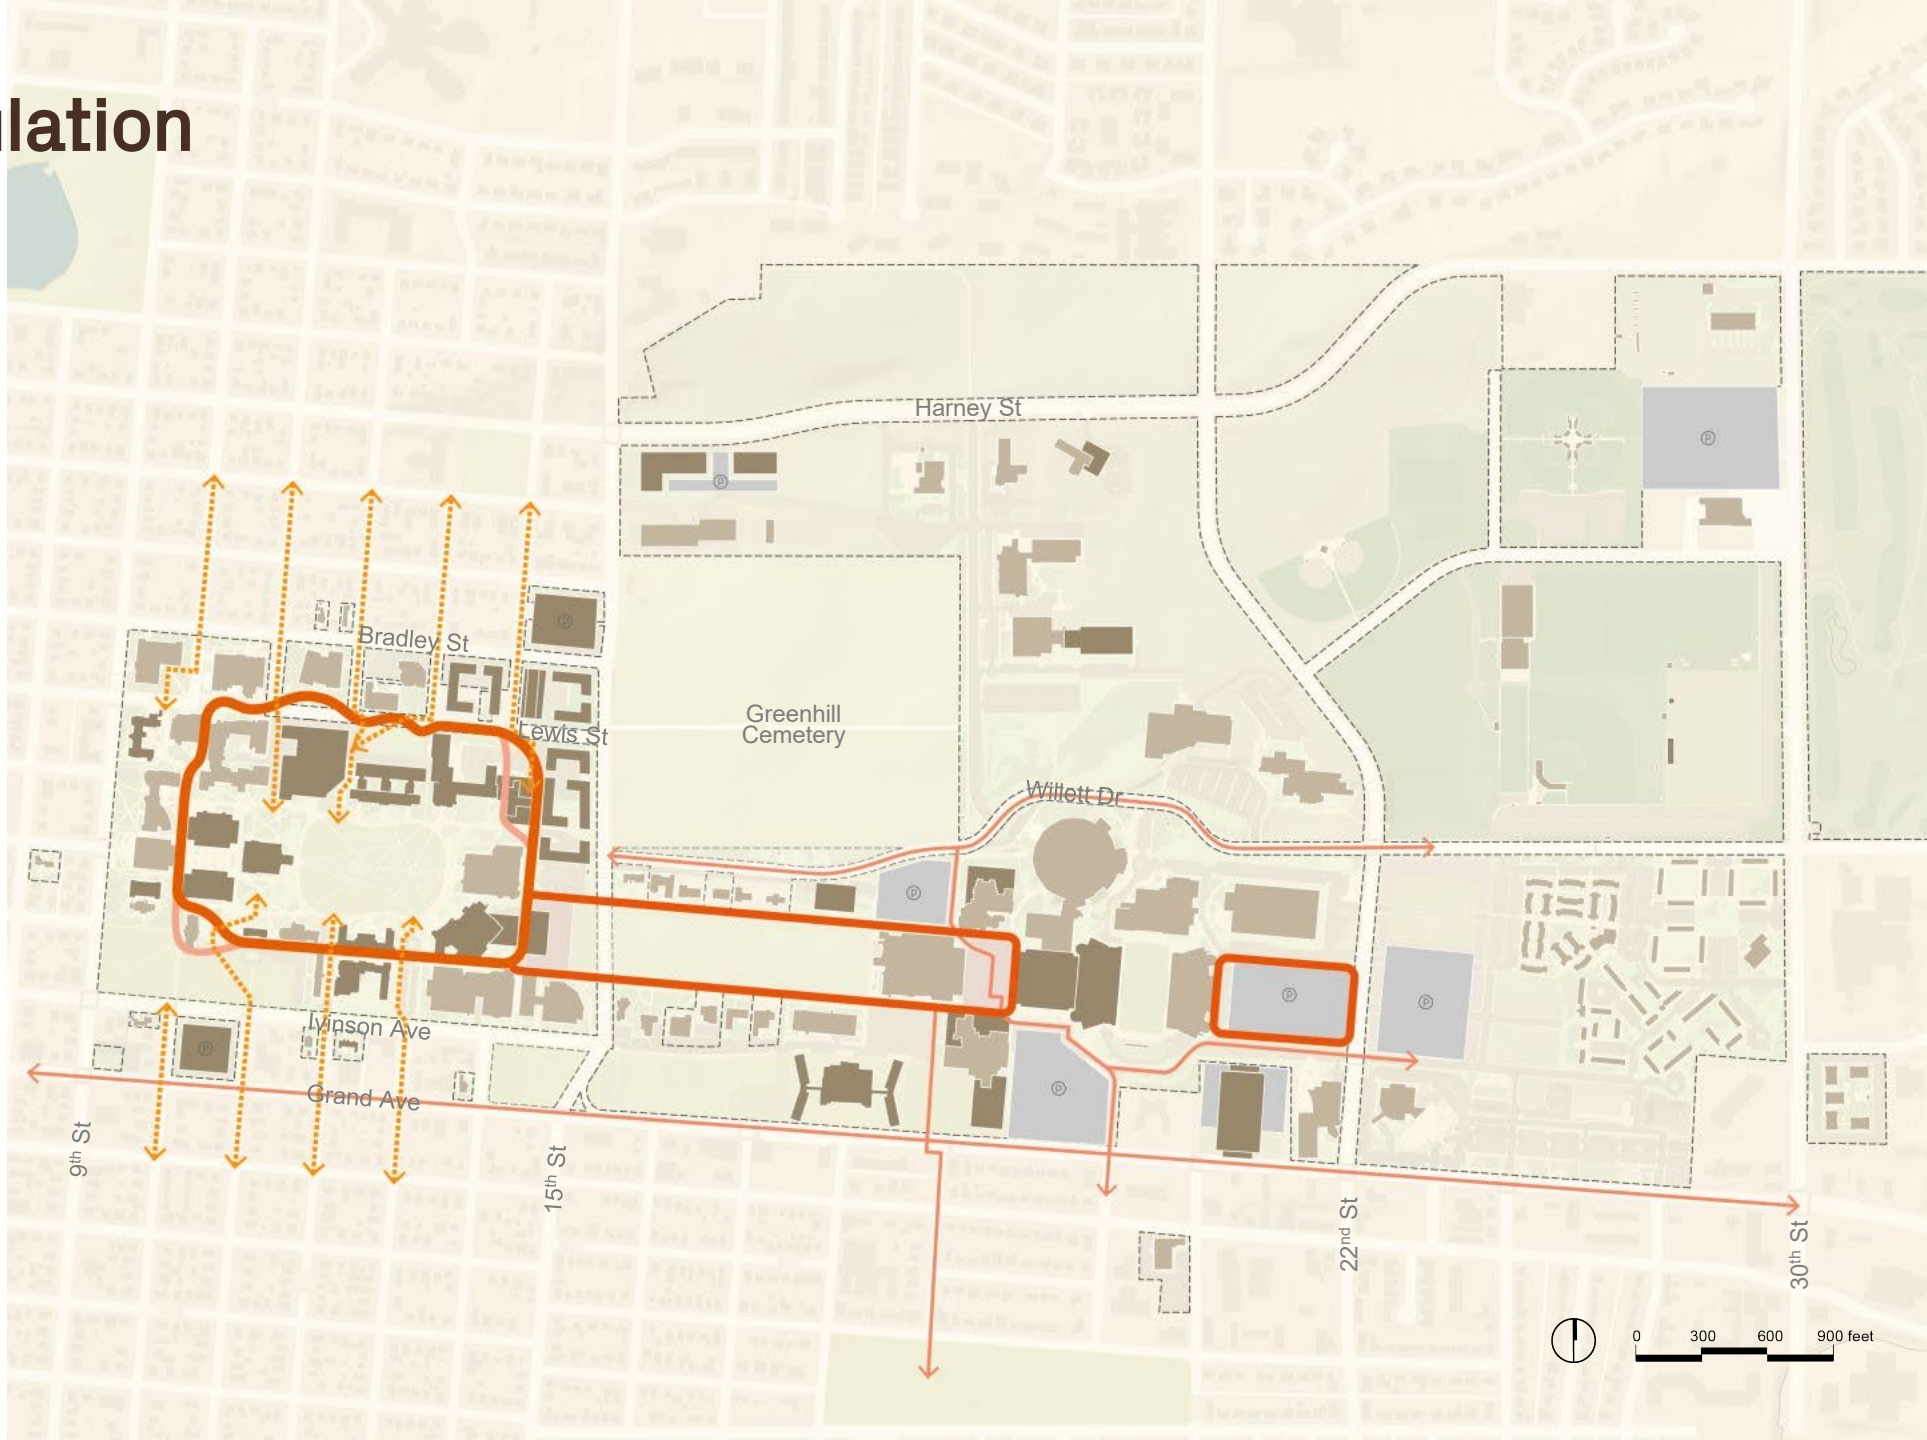 ulation
Harney St
Ⓟ
Ⓟ
Ⓟ
Bradley St
Lewis St
Greenhill
Cemetery
Willett Dr
Ⓟ
Ⓟ
Ⓟ
Ivinson Ave
Ⓟ
Ⓟ
Grand Ave
9th St
15th St
22nd St
30th St
0 300 600 900 feet